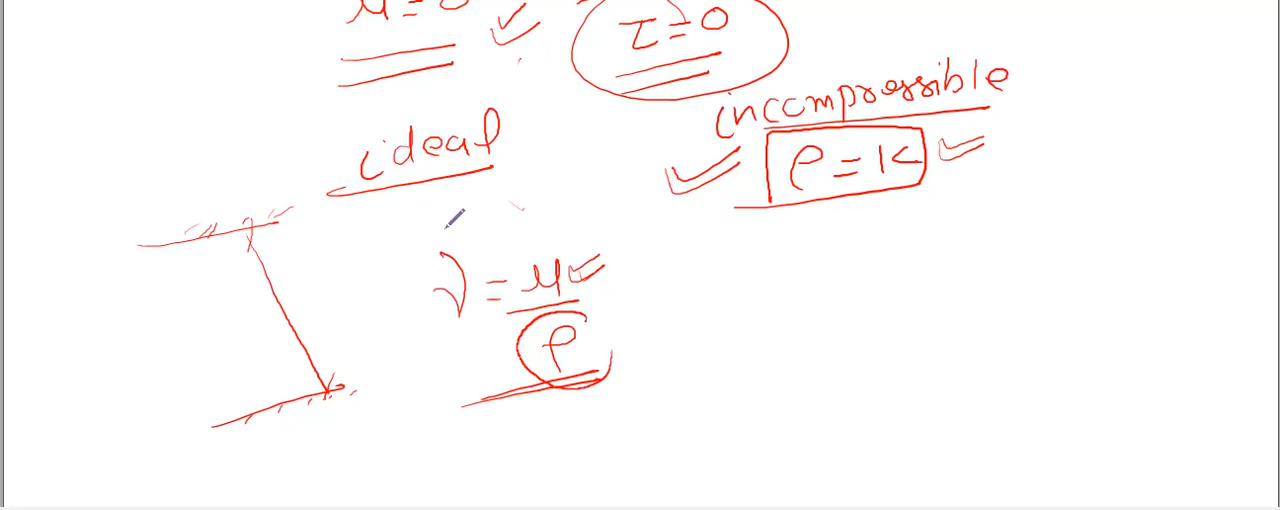 μ = 0
τ = 0
incompressible
ideal
ρ = K
ν = μ
ρ